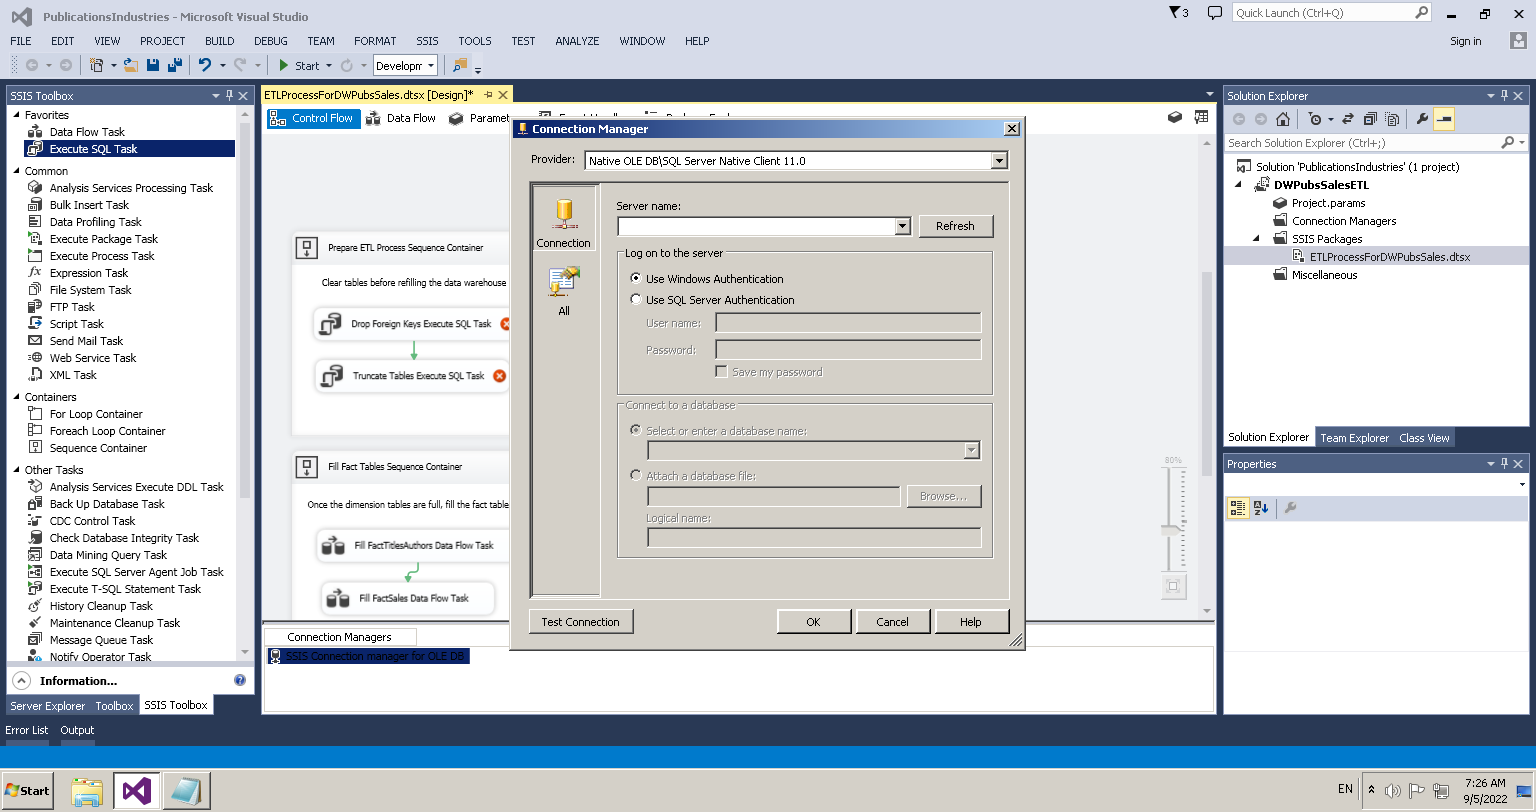 PublicationsIndustries - Microsoft Visual Studio
3
Quick Launch (Ctrl+Q)
FILE EDIT VIEW PROJECT BUILD DEBUG TEAM FORMAT SSIS TOOLS TEST ANALYZE WINDOW HELP
Sign in
Start
Developm
SSIS Toolbox
Favorites
Data Flow Task
Execute SQL Task
Common
Analysis Services Processing Task
Bulk Insert Task
Data Profiling Task
Execute Package Task
Execute Process Task
Expression Task
File System Task
FTP Task
Script Task
Send Mail Task
Web Service Task
XML Task
Containers
For Loop Container
Foreach Loop Container
Sequence Container
Other Tasks
Analysis Services Execute DDL Task
Back Up Database Task
CDC Control Task
Check Database Integrity Task
Data Mining Query Task
Execute SQL Server Agent Job Task
Execute T-SQL Statement Task
History Cleanup Task
Maintenance Cleanup Task
Message Queue Task
Notify Operator Task
Information...
Server Explorer Toolbox SSIS Toolbox
Error List Output
ETLProcessForDWPubsSales.dtsx [Design]*
Control Flow Data Flow Paramet
Prepare ETL Process Sequence Container
Clear tables before refilling the data warehouse
Drop Foreign Keys Execute SQL Task
Truncate Tables Execute SQL Task
Fill Fact Tables Sequence Container
Once the dimension tables are full, fill the fact table
Fill FactTitlesAuthors Data Flow Task
Fill FactSales Data Flow Task
80%
Connection Managers
SSIS Connection manager for OLE DB
Connection Manager
Provider: Native OLE DB\SQL Server Native Client 11.0
Connection
All
Server name:
Refresh
Log on to the server
Use Windows Authentication
Use SQL Server Authentication
User name:
Password:
Save my password
Connect to a database
Select or enter a database name:
Attach a database file:
Browse...
Logical name:
Test Connection OK Cancel Help
Solution Explorer
Search Solution Explorer (Ctrl+;)
Solution 'PublicationsIndustries' (1 project)
DWPubsSalesETL
Project.params
Connection Managers
SSIS Packages
ETLProcessForDWPubsSales.dtsx
Miscellaneous
Solution Explorer Team Explorer Class View
Properties
Start
EN
7:26 AM
9/5/2022